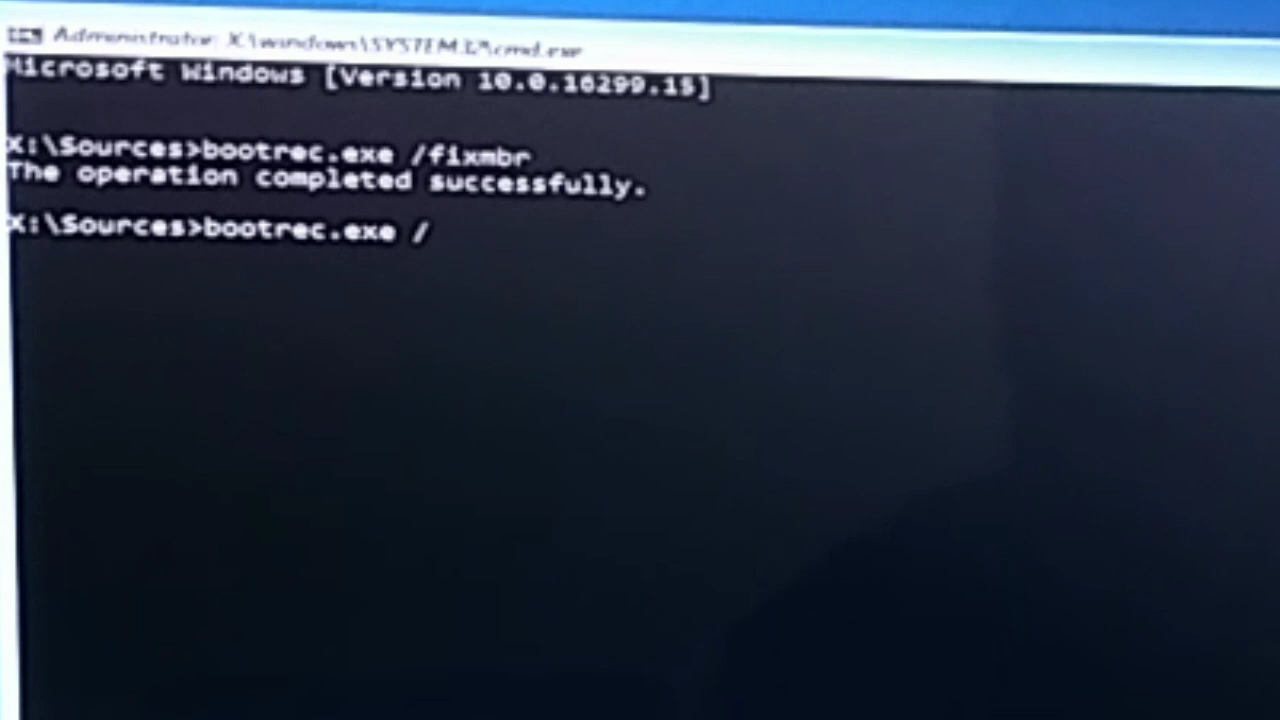 Administrator: X:\windows\SYSTEM32\cmd.exe
Microsoft Windows [Version 10.0.16299.15]
X:\Sources>bootrec.exe /fixmbr
The operation completed successfully.
X:\Sources>bootrec.exe /